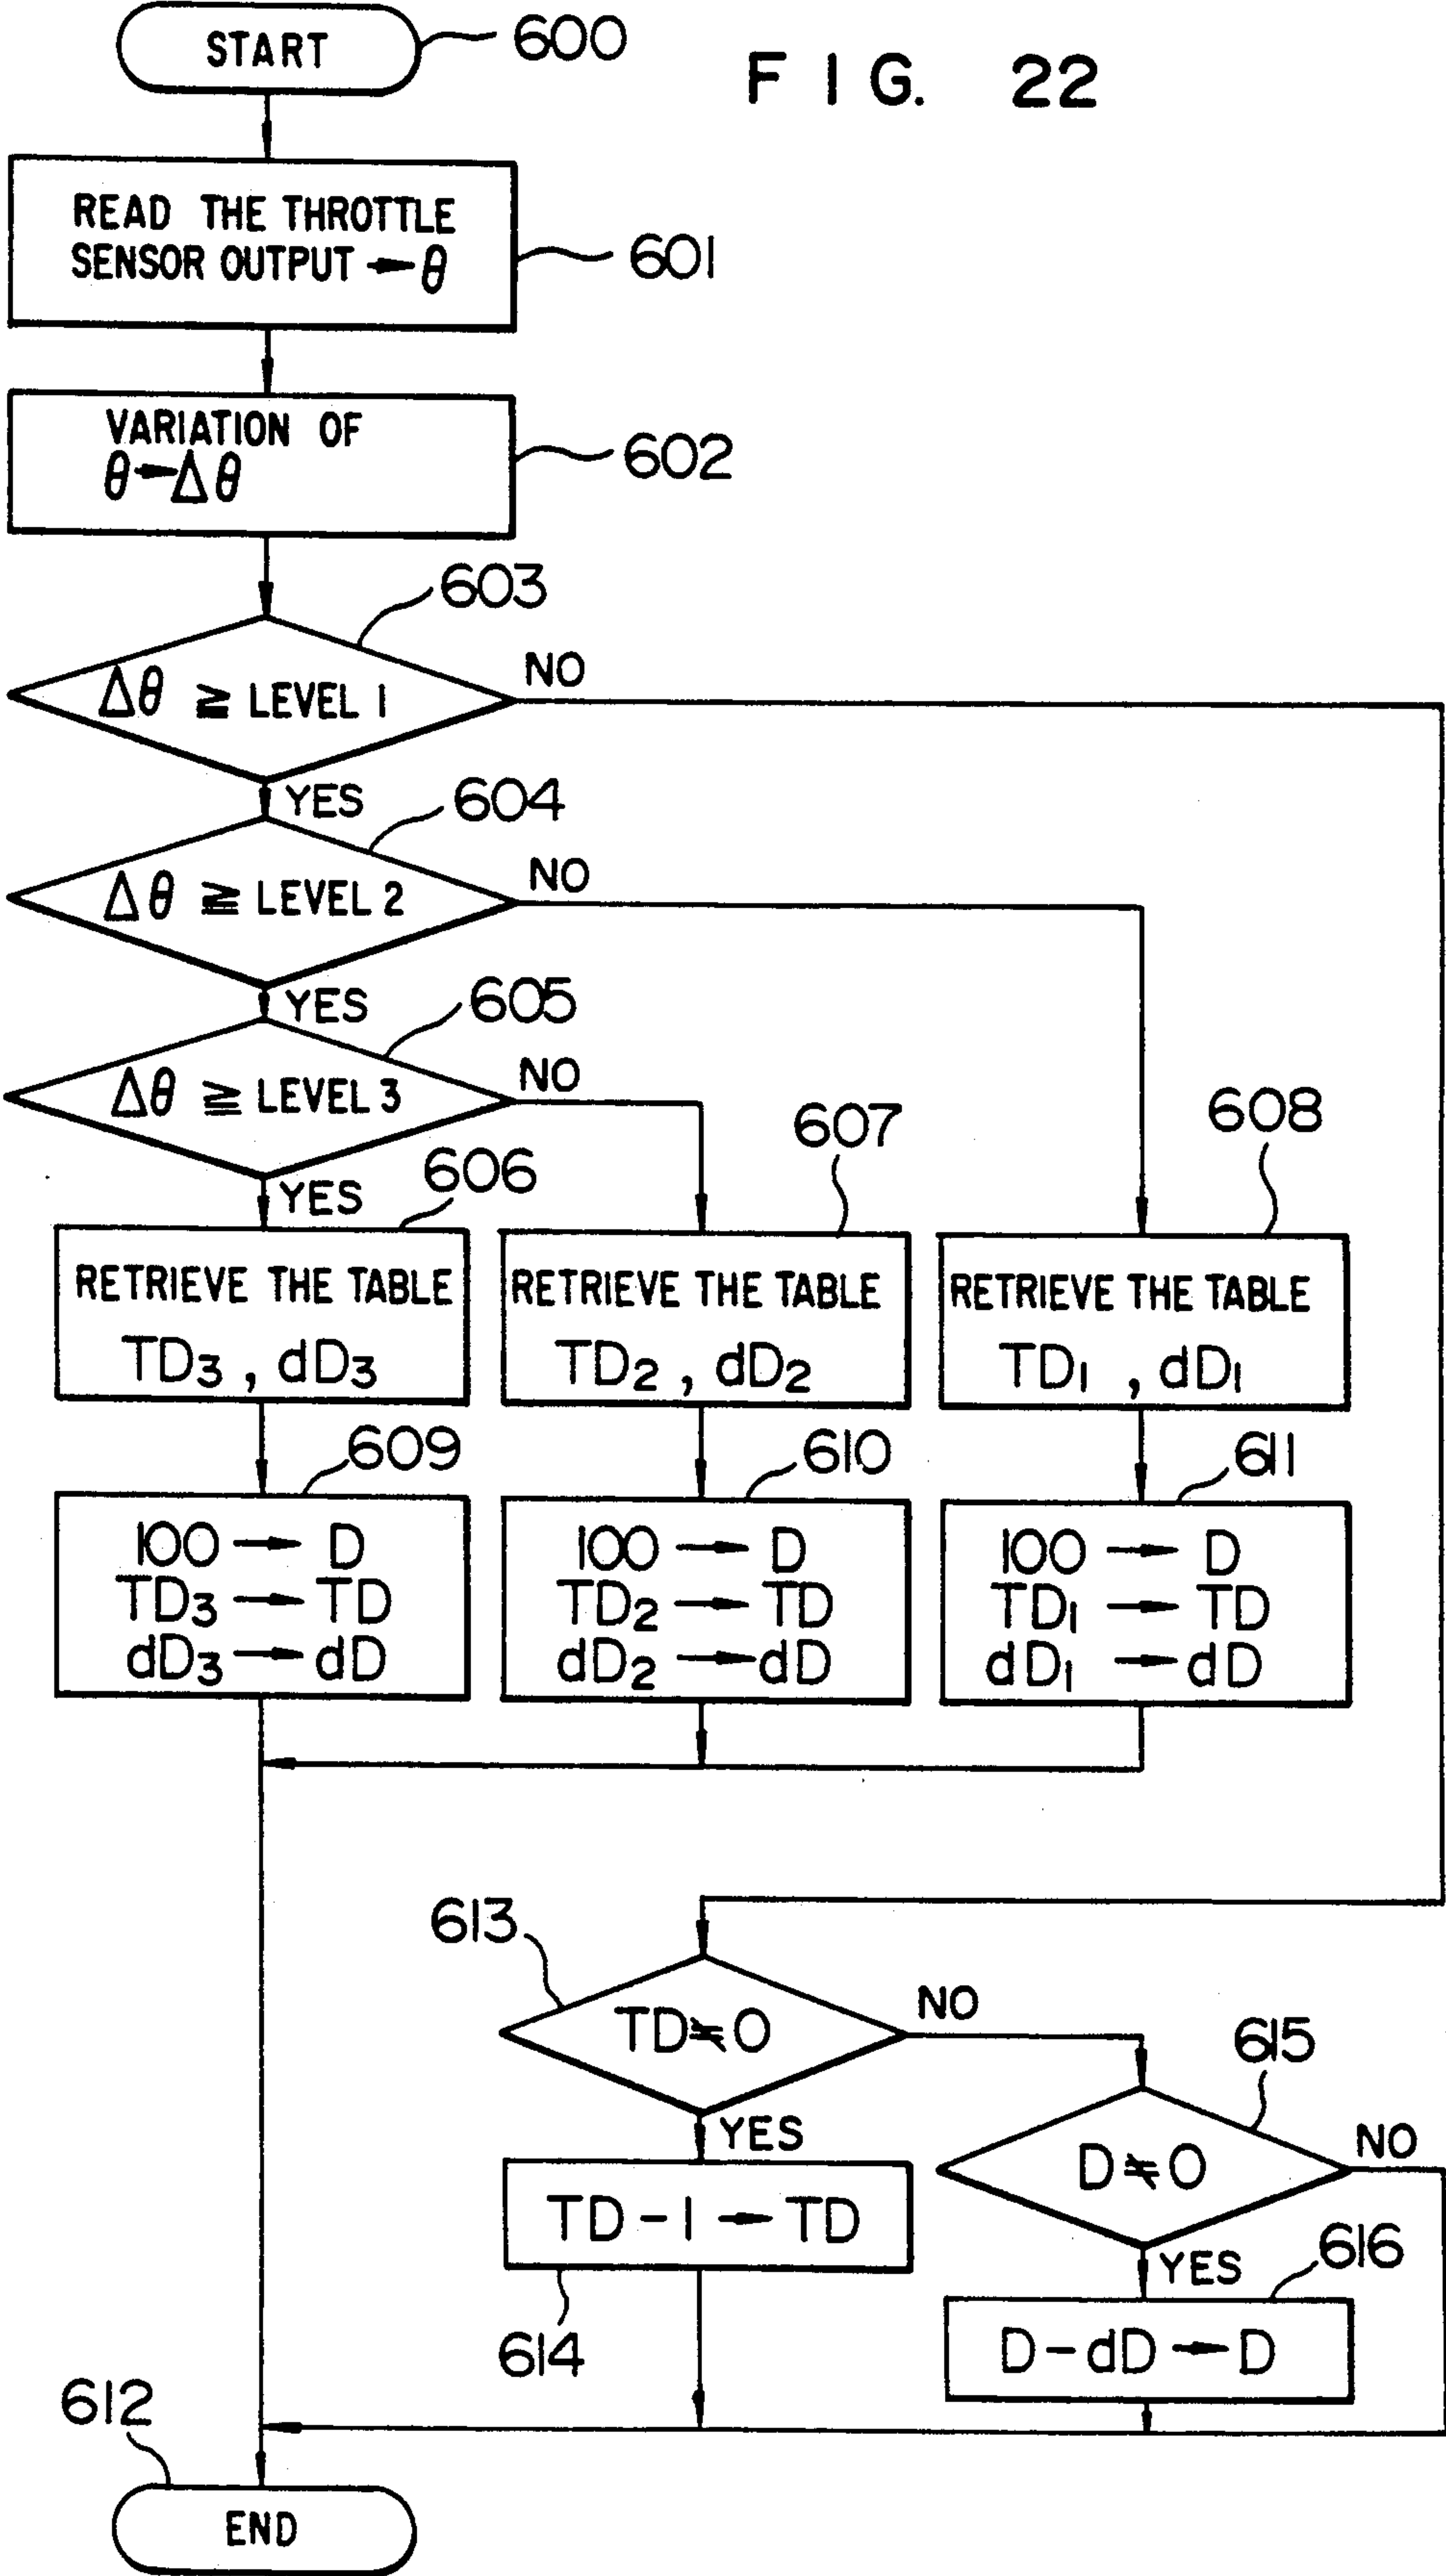 START
600
FIG. 22
READ THE THROTTLE
SENSOR OUTPUT → θ
601
VARIATION OF
θ → Δθ
602
603
Δθ ≧ LEVEL 1
NO
YES
604
Δθ ≧ LEVEL 2
NO
YES
605
Δθ ≧ LEVEL 3
NO
YES
606
607
608
RETRIEVE THE TABLE
TD₃ , dD₃
RETRIEVE THE TABLE
TD₂ , dD₂
RETRIEVE THE TABLE
TD₁ , dD₁
609
610
611
100 → D
TD₃ → TD
dD₃ → dD
100 → D
TD₂ → TD
dD₂ → dD
100 → D
TD₁ → TD
dD₁ → dD
613
TD ≠ 0
NO
YES
615
D ≠ 0
NO
YES
TD − 1 → TD
614
616
D − dD → D
612
END